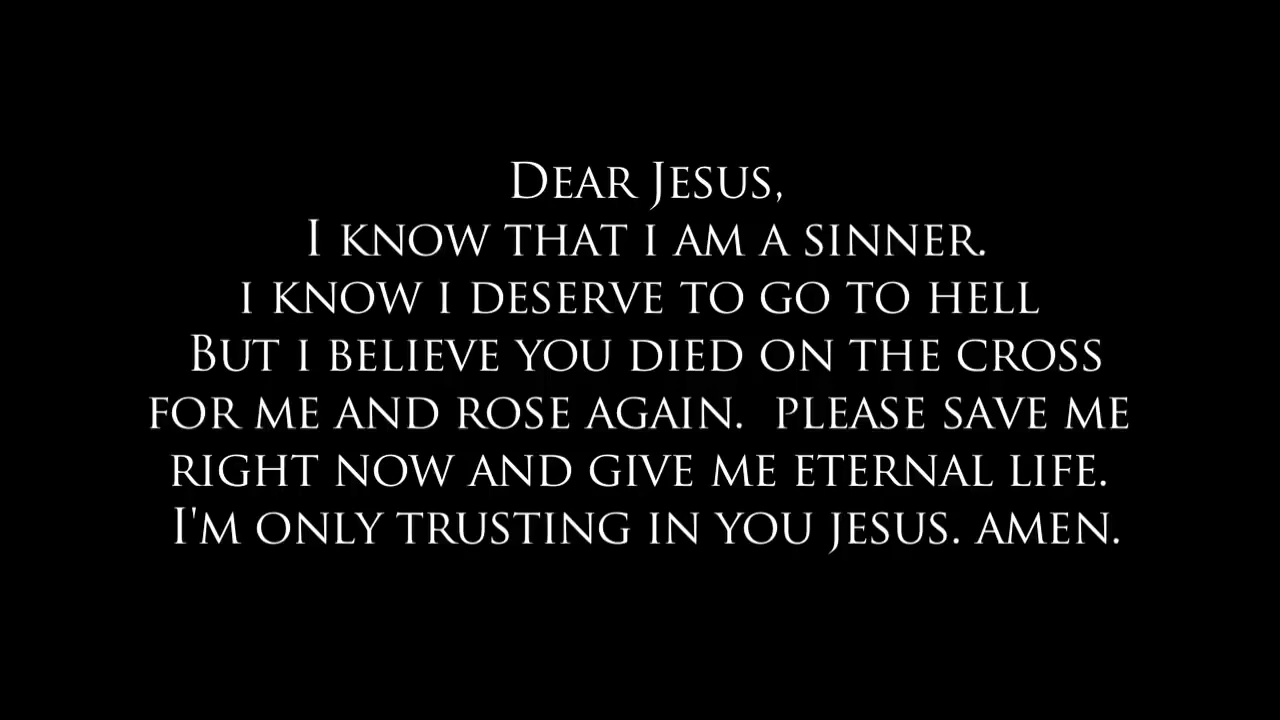 Dear Jesus,
I know that i am a sinner.
i know i deserve to go to hell
But i believe you died on the cross
for me and rose again.  please save me
right now and give me eternal life.
I'm only trusting in you jesus. amen.